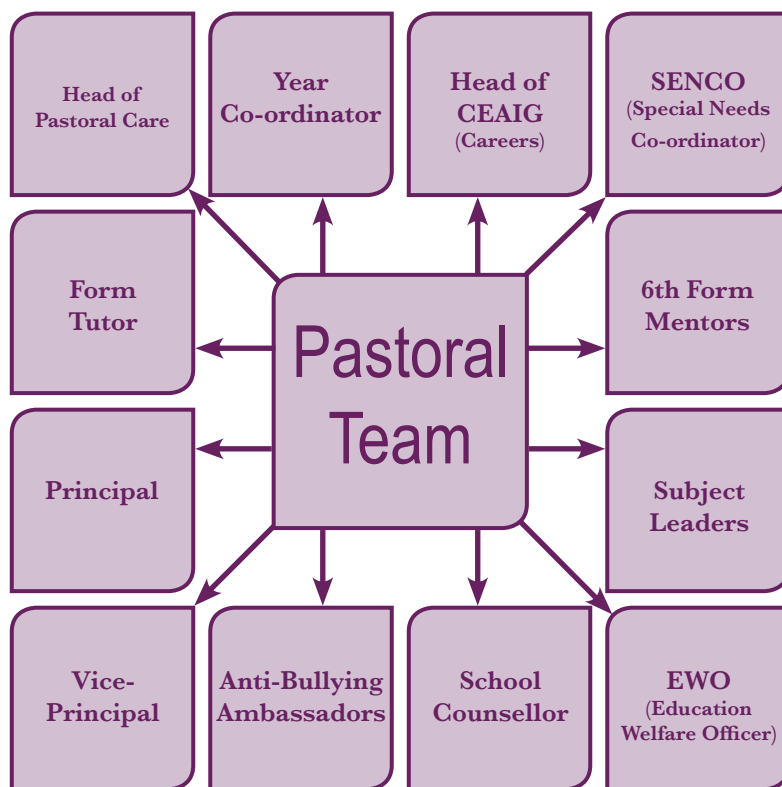 Head of
Pastoral Care
Year
Co-ordinator
Head of
CEAIG
(Careers)
SENCO
(Special Needs
Co-ordinator)
Form
Tutor
Pastoral
Team
6th Form
Mentors
Principal
Subject
Leaders
Vice-
Principal
Anti-Bullying
Ambassadors
School
Counsellor
EWO
(Education
Welfare Officer)